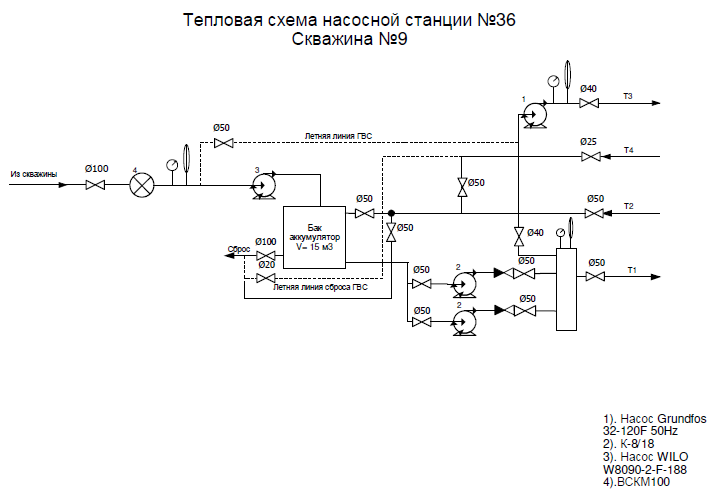 Тепловая схема насосной станции №36
Скважина №9
1
Ø40
T3
Ø50
Летняя линия ГВС
Ø25
T4
Из скважины
Ø100
4
3
Ø50
Ø50
Ø50
T2
Бак
аккумулятор
V= 15 м3
Ø50
Ø40
Сброс
Ø100
Ø20
Летняя линия сброса ГВС
Ø50
2
Ø50
Ø50
T1
Ø50
2
Ø50
1). Насос Grundfos
32-120F 50Hz
2). К-8/18
3). Насос WILO
W8090-2-F-188
4).ВСКМ100